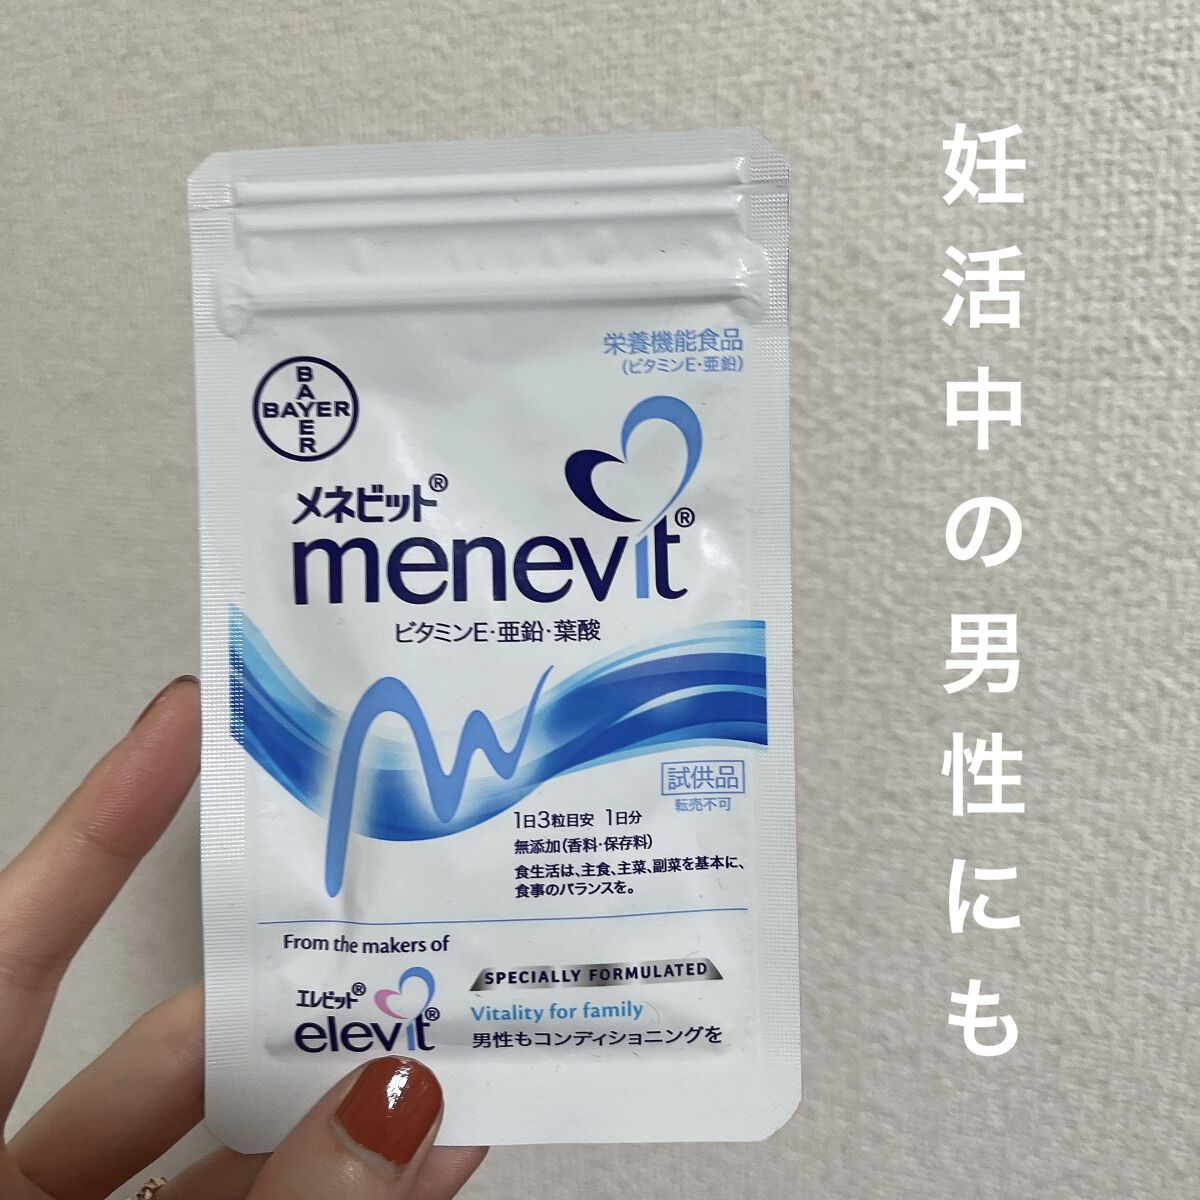 妊活中の男性にも
栄養機能食品
(ビタミンE・亜鉛)
BAYER
BAYER
メネビット®
menevit®
ビタミンE・亜鉛・葉酸
試供品
転売不可
1日3粒目安 1日分
無添加(香料・保存料)
食生活は、主食、主菜、副菜を基本に、
食事のバランスを。
From the makers of
エレビット®
elevit®
SPECIALLY FORMULATED
Vitality for family
男性もコンディショニングを